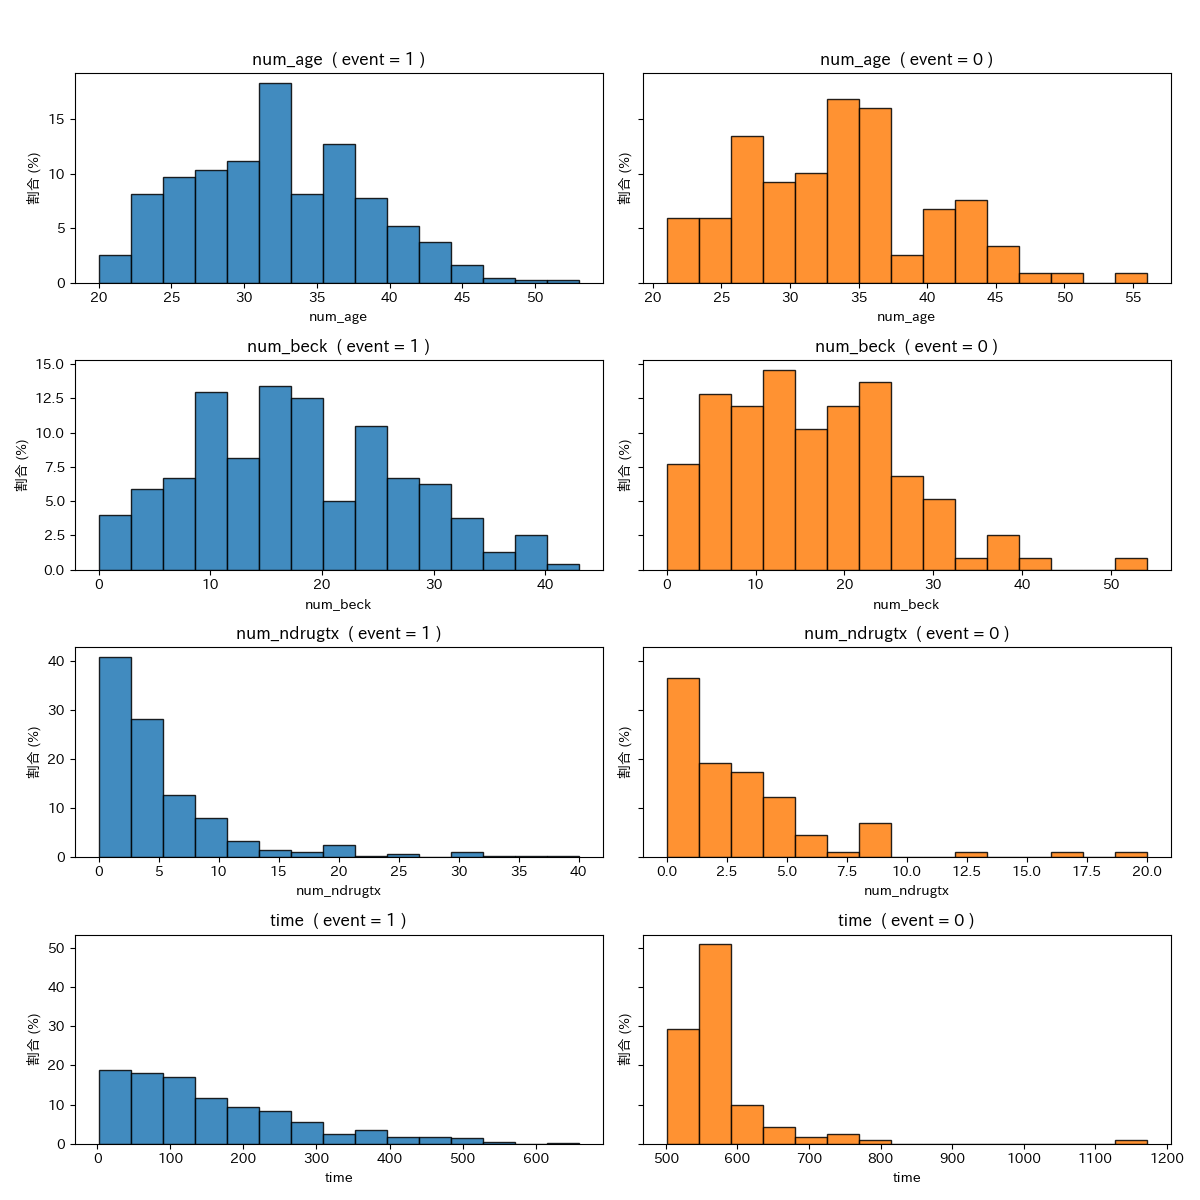 num_age ( event = 1 )
割合 (%)
15
10
5
0
20 25 30 35 40 45 50
num_age
num_age ( event = 0 )
割合 (%)
20 25 30 35 40 45 50 55
num_age
num_beck ( event = 1 )
割合 (%)
15.0
12.5
10.0
7.5
5.0
2.5
0.0
0 10 20 30 40
num_beck
num_beck ( event = 0 )
割合 (%)
0 10 20 30 40 50
num_beck
num_ndrugtx ( event = 1 )
割合 (%)
40
30
20
10
0
0 5 10 15 20 25 30 35 40
num_ndrugtx
num_ndrugtx ( event = 0 )
割合 (%)
0.0 2.5 5.0 7.5 10.0 12.5 15.0 17.5 20.0
num_ndrugtx
time ( event = 1 )
割合 (%)
50
40
30
20
10
0
0 100 200 300 400 500 600
time
time ( event = 0 )
割合 (%)
500 600 700 800 900 1000 1100 1200
time